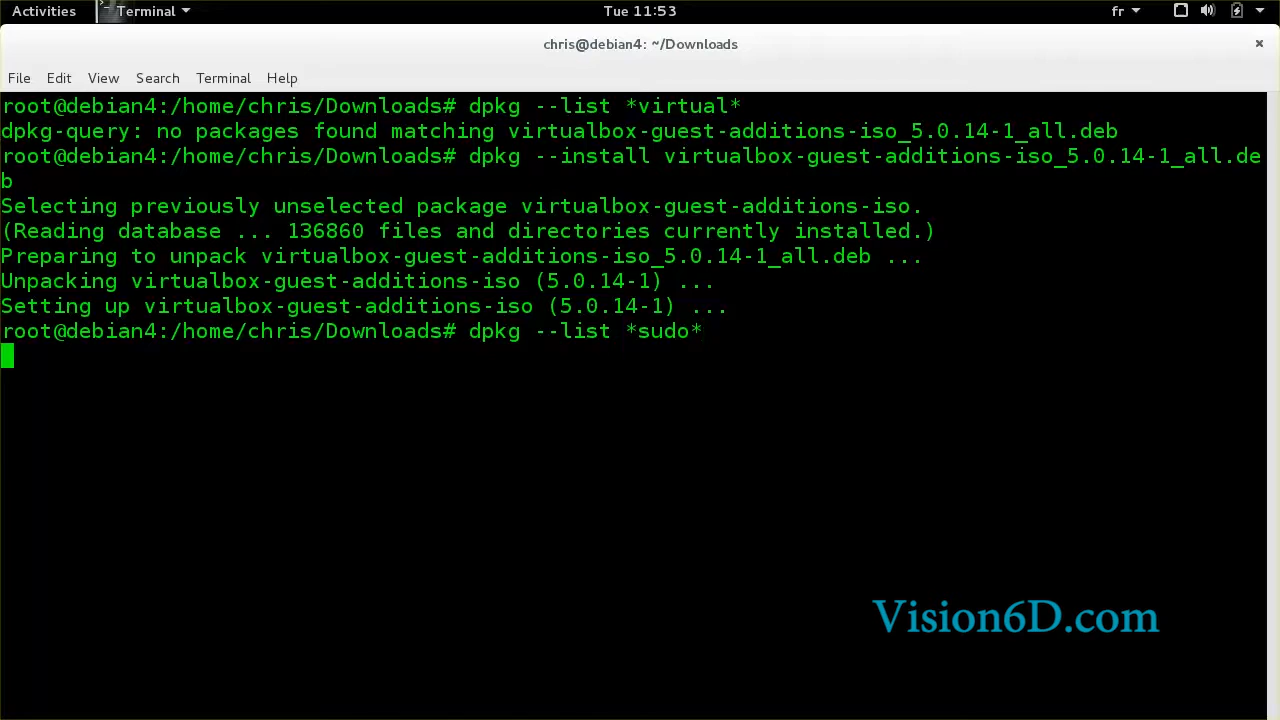 Activities Terminal Tue 11:53 fr
chris@debian4: ~/Downloads ×
File Edit View Search Terminal Help
root@debian4:/home/chris/Downloads# dpkg --list *virtual*
dpkg-query: no packages found matching virtualbox-guest-additions-iso_5.0.14-1_all.deb
root@debian4:/home/chris/Downloads# dpkg --install virtualbox-guest-additions-iso_5.0.14-1_all.de
b
Selecting previously unselected package virtualbox-guest-additions-iso.
(Reading database ... 136860 files and directories currently installed.)
Preparing to unpack virtualbox-guest-additions-iso_5.0.14-1_all.deb ...
Unpacking virtualbox-guest-additions-iso (5.0.14-1) ...
Setting up virtualbox-guest-additions-iso (5.0.14-1) ...
root@debian4:/home/chris/Downloads# dpkg --list *sudo*
Vision6D.com